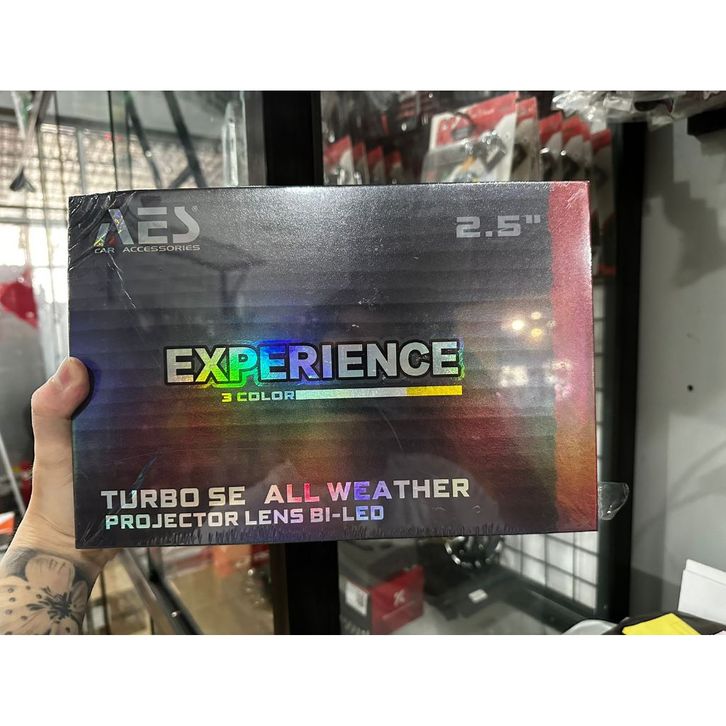 AES®
CAR ACCESSORIES
2.5"
EXPERIENCE
3 COLOR
TURBO SE ALL WEATHER
PROJECTOR LENS BI-LED